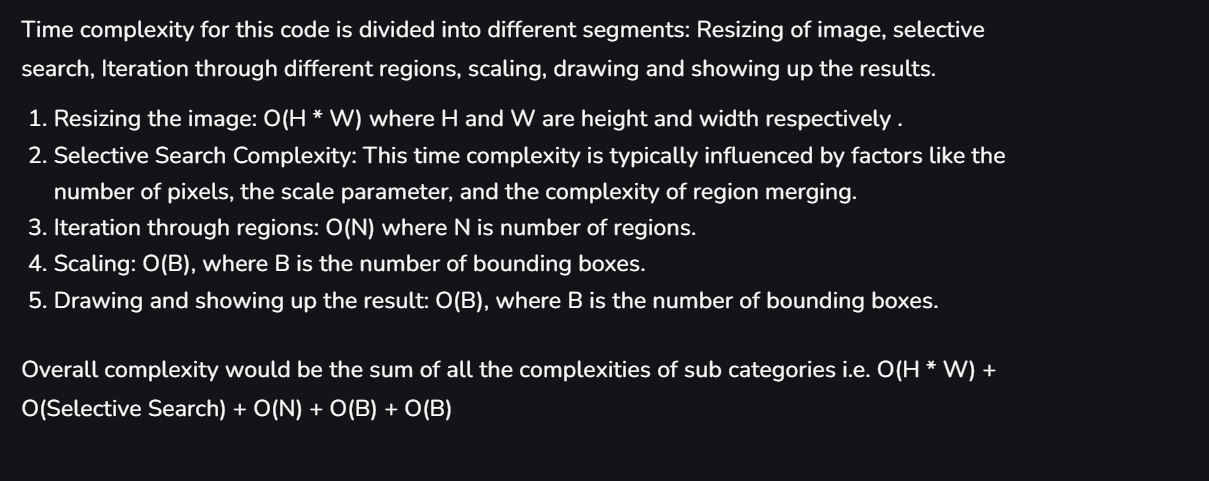 Time complexity for this code is divided into different segments: Resizing of image, selective
search, Iteration through different regions, scaling, drawing and showing up the results.
1. Resizing the image: O(H * W) where H and W are height and width respectively .
2. Selective Search Complexity: This time complexity is typically influenced by factors like the
number of pixels, the scale parameter, and the complexity of region merging.
3. Iteration through regions: O(N) where N is number of regions.
4. Scaling: O(B), where B is the number of bounding boxes.
5. Drawing and showing up the result: O(B), where B is the number of bounding boxes.
Overall complexity would be the sum of all the complexities of sub categories i.e. O(H * W) +
O(Selective Search) + O(N) + O(B) + O(B)